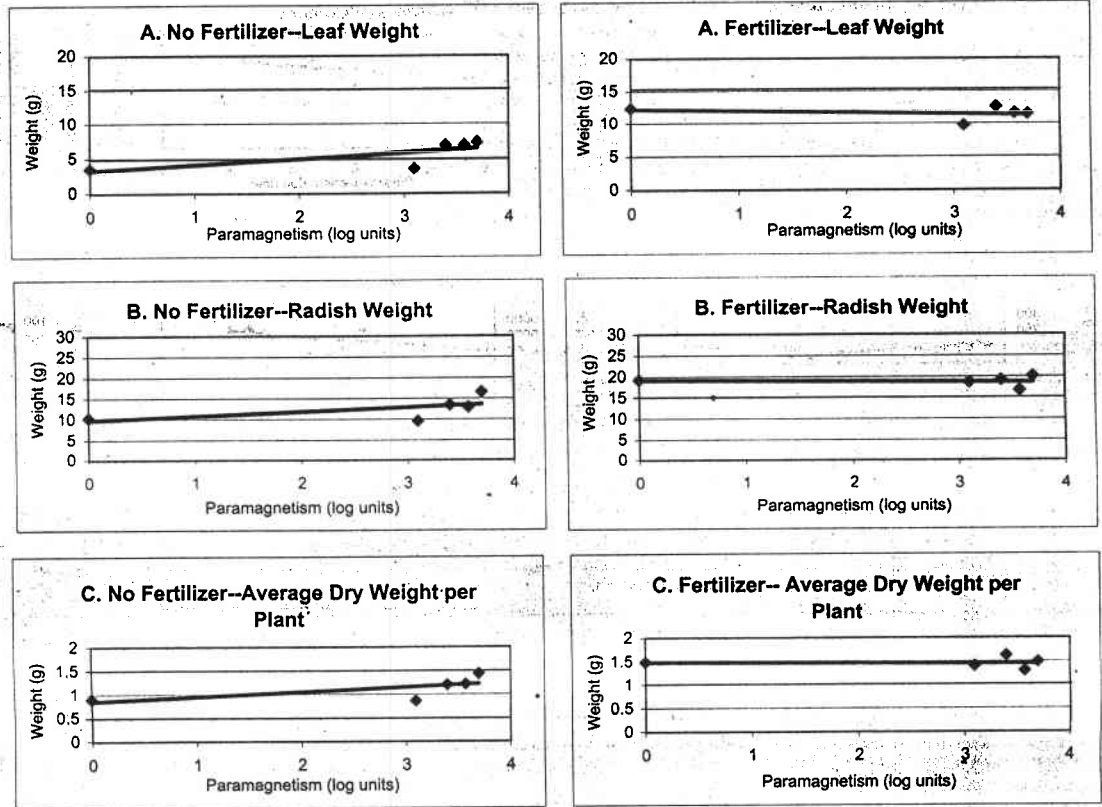 A. No Fertilizer--Leaf Weight
Weight (g)
20
15
10
5
0
0 1 2 3 4
Paramagnetism (log units)
A. Fertilizer--Leaf Weight
Weight (g)
20
15
10
5
0
0 1 2 3 4
Paramagnetism (log units)
B. No Fertilizer--Radish Weight
Weight (g)
30
25
20
15
10
5
0
0 1 2 3 4
Paramagnetism (log units)
B. Fertilizer--Radish Weight
Weight (g)
30
25
20
15
10
5
0
0 1 2 3 4
Paramagnetism (log units)
C. No Fertilizer--Average Dry Weight per
Plant
Weight (g)
2
1.5
1
0.5
0
0 1 2 3 4
Paramagnetism (log units)
C. Fertilizer-- Average Dry Weight per
Plant
Weight (g)
2
1.5
1
0.5
0
0 1 2 3 4
Paramagnetism (log units)